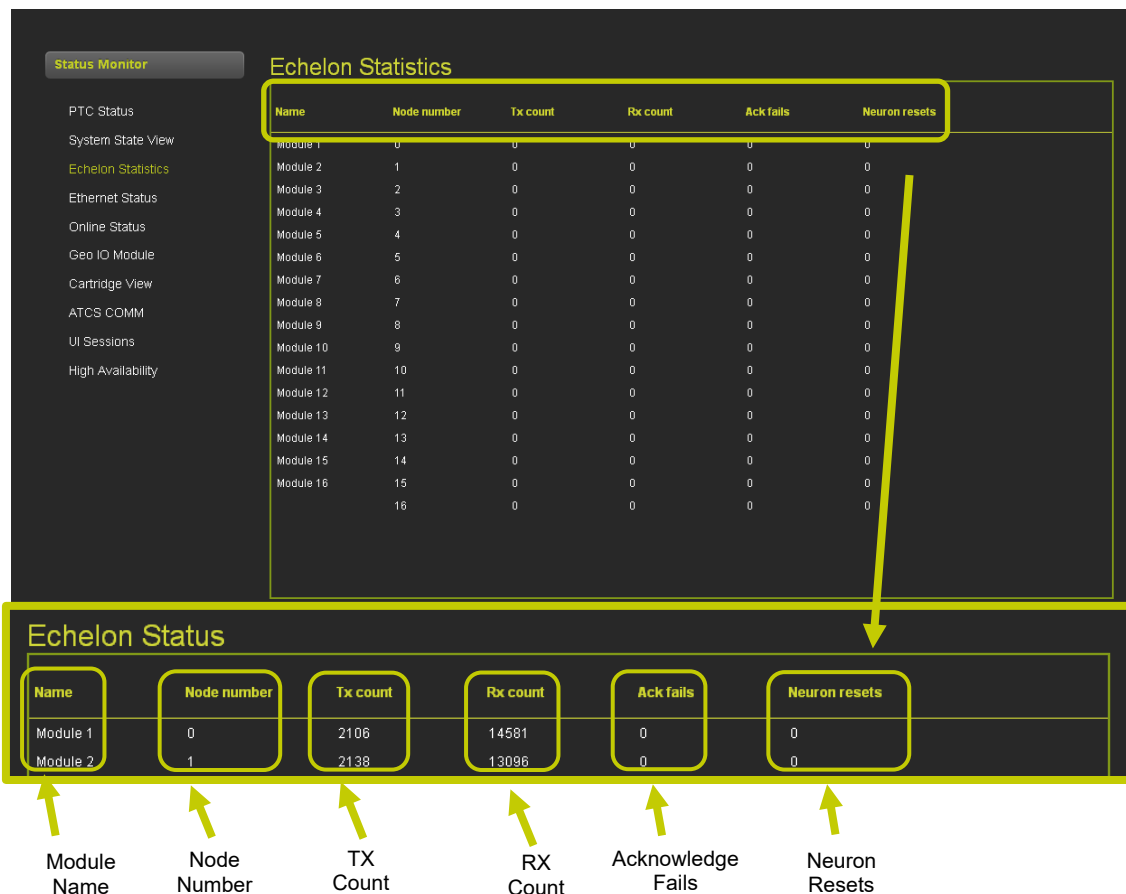 Status Monitor
PTC Status
System State View
Echelon Statistics
Ethernet Status
Online Status
Geo IO Module
Cartridge View
ATCS COMM
UI Sessions
High Availability
Echelon Statistics
Name Node number Tx count Rx count Ack fails Neuron resets
Module 1 0 0 0 0 0
Module 2 1 0 0 0 0
Module 3 2 0 0 0 0
Module 4 3 0 0 0 0
Module 5 4 0 0 0 0
Module 6 5 0 0 0 0
Module 7 6 0 0 0 0
Module 8 7 0 0 0 0
Module 9 8 0 0 0 0
Module 10 9 0 0 0 0
Module 11 10 0 0 0 0
Module 12 11 0 0 0 0
Module 13 12 0 0 0 0
Module 14 13 0 0 0 0
Module 15 14 0 0 0 0
Module 16 15 0 0 0 0
16 0 0 0 0
Echelon Status
Name Node number Tx count Rx count Ack fails Neuron resets
Module 1 0 2106 14581 0 0
Module 2 1 2138 13096 0 0
Module Name
Node Number
TX Count
RX Count
Acknowledge Fails
Neuron Resets